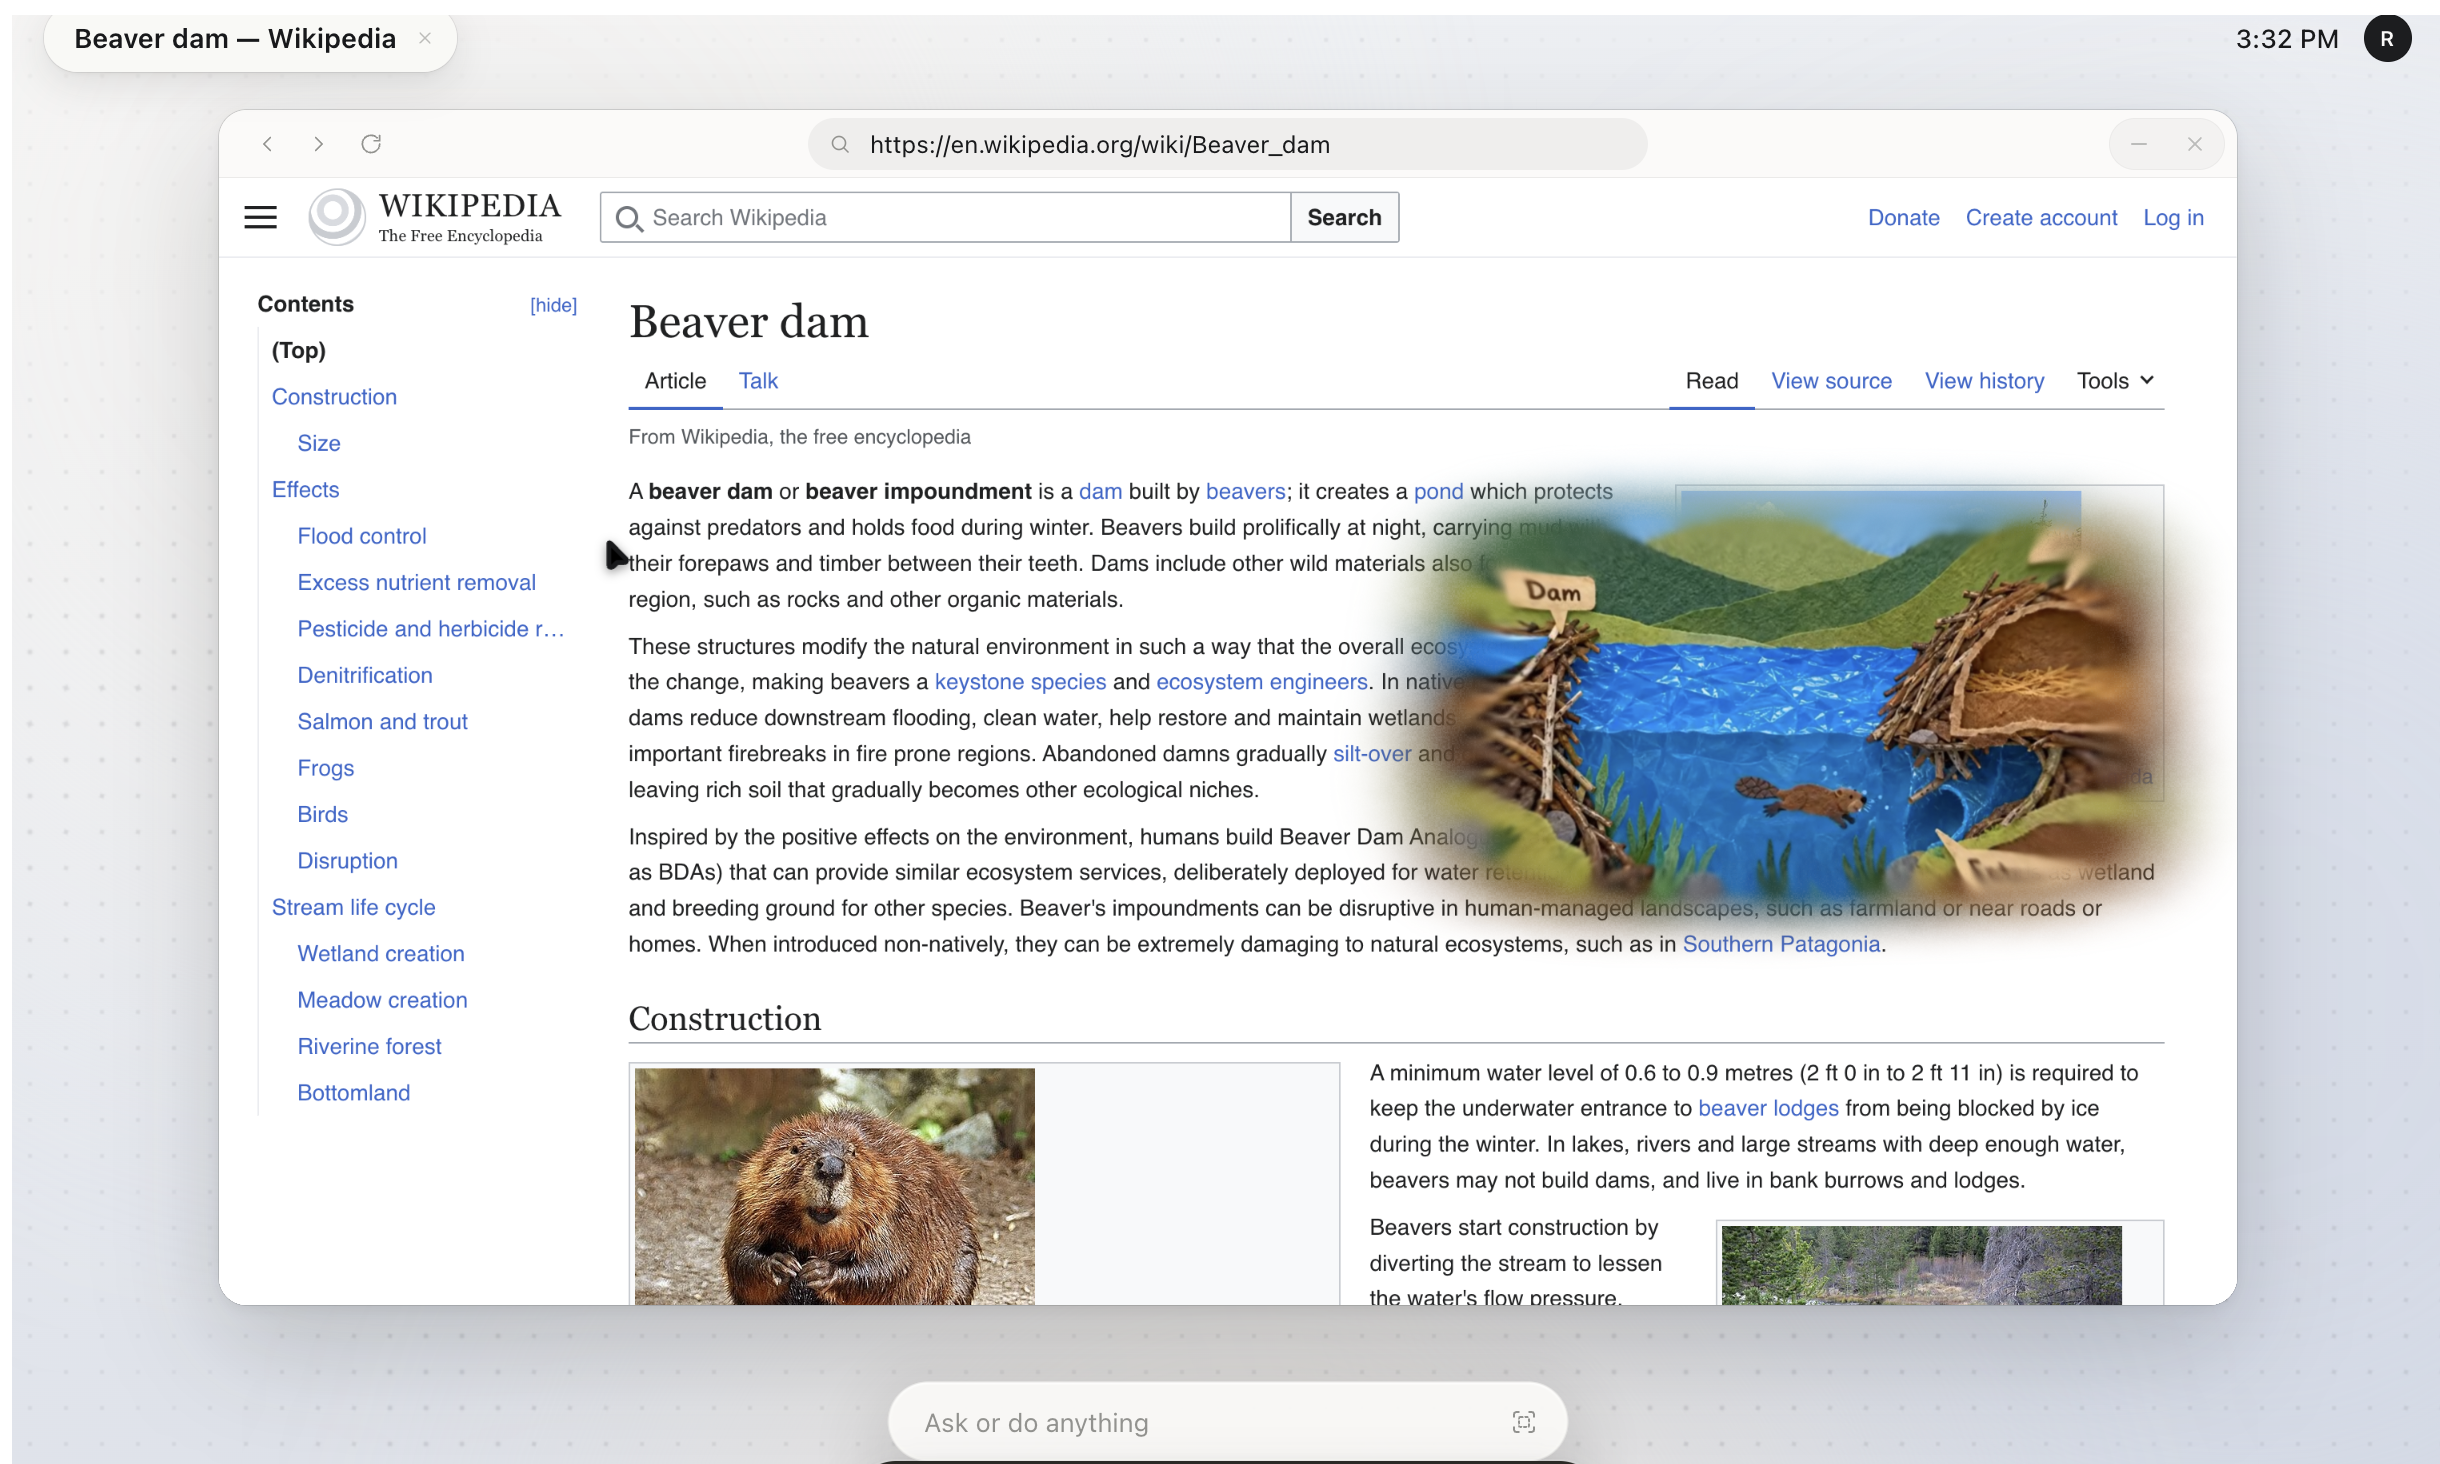 Beaver dam — Wikipedia
3:32 PM
R
https://en.wikipedia.org/wiki/Beaver_dam
WIKIPEDIA
The Free Encyclopedia
Search Wikipedia
Search
Donate
Create account
Log in
Contents
[hide]
(Top)
Construction
Size
Effects
Flood control
Excess nutrient removal
Pesticide and herbicide r…
Denitrification
Salmon and trout
Frogs
Birds
Disruption
Stream life cycle
Wetland creation
Meadow creation
Riverine forest
Bottomland
Beaver dam
Article
Talk
Read
View source
View history
Tools
From Wikipedia, the free encyclopedia
A beaver dam or beaver impoundment is a dam built by beavers; it creates a pond which protects
against predators and holds food during winter. Beavers build prolifically at night, carrying mud with
their forepaws and timber between their teeth. Dams include other wild materials also
region, such as rocks and other organic materials.
These structures modify the natural environment in such a way that the overall
the change, making beavers a keystone species and ecosystem engineers. In native
dams reduce downstream flooding, clean water, help restore and maintain wetlands
important firebreaks in fire prone regions. Abandoned damns gradually silt-over and
leaving rich soil that gradually becomes other ecological niches.
Inspired by the positive effects on the environment, humans build Beaver Dam
as BDAs) that can provide similar ecosystem services, deliberately deployed for water as wetland
and breeding ground for other species. Beaver's impoundments can be disruptive in human-managed landscapes, such as farmland or near roads or
homes. When introduced non-natively, they can be extremely damaging to natural ecosystems, such as in Southern Patagonia.
Dam
Construction
A minimum water level of 0.6 to 0.9 metres (2 ft 0 in to 2 ft 11 in) is required to
keep the underwater entrance to beaver lodges from being blocked by ice
during the winter. In lakes, rivers and large streams with deep enough water,
beavers may not build dams, and live in bank burrows and lodges.
Beavers start construction by
diverting the stream to lessen
the water's flow pressure.
Ask or do anything